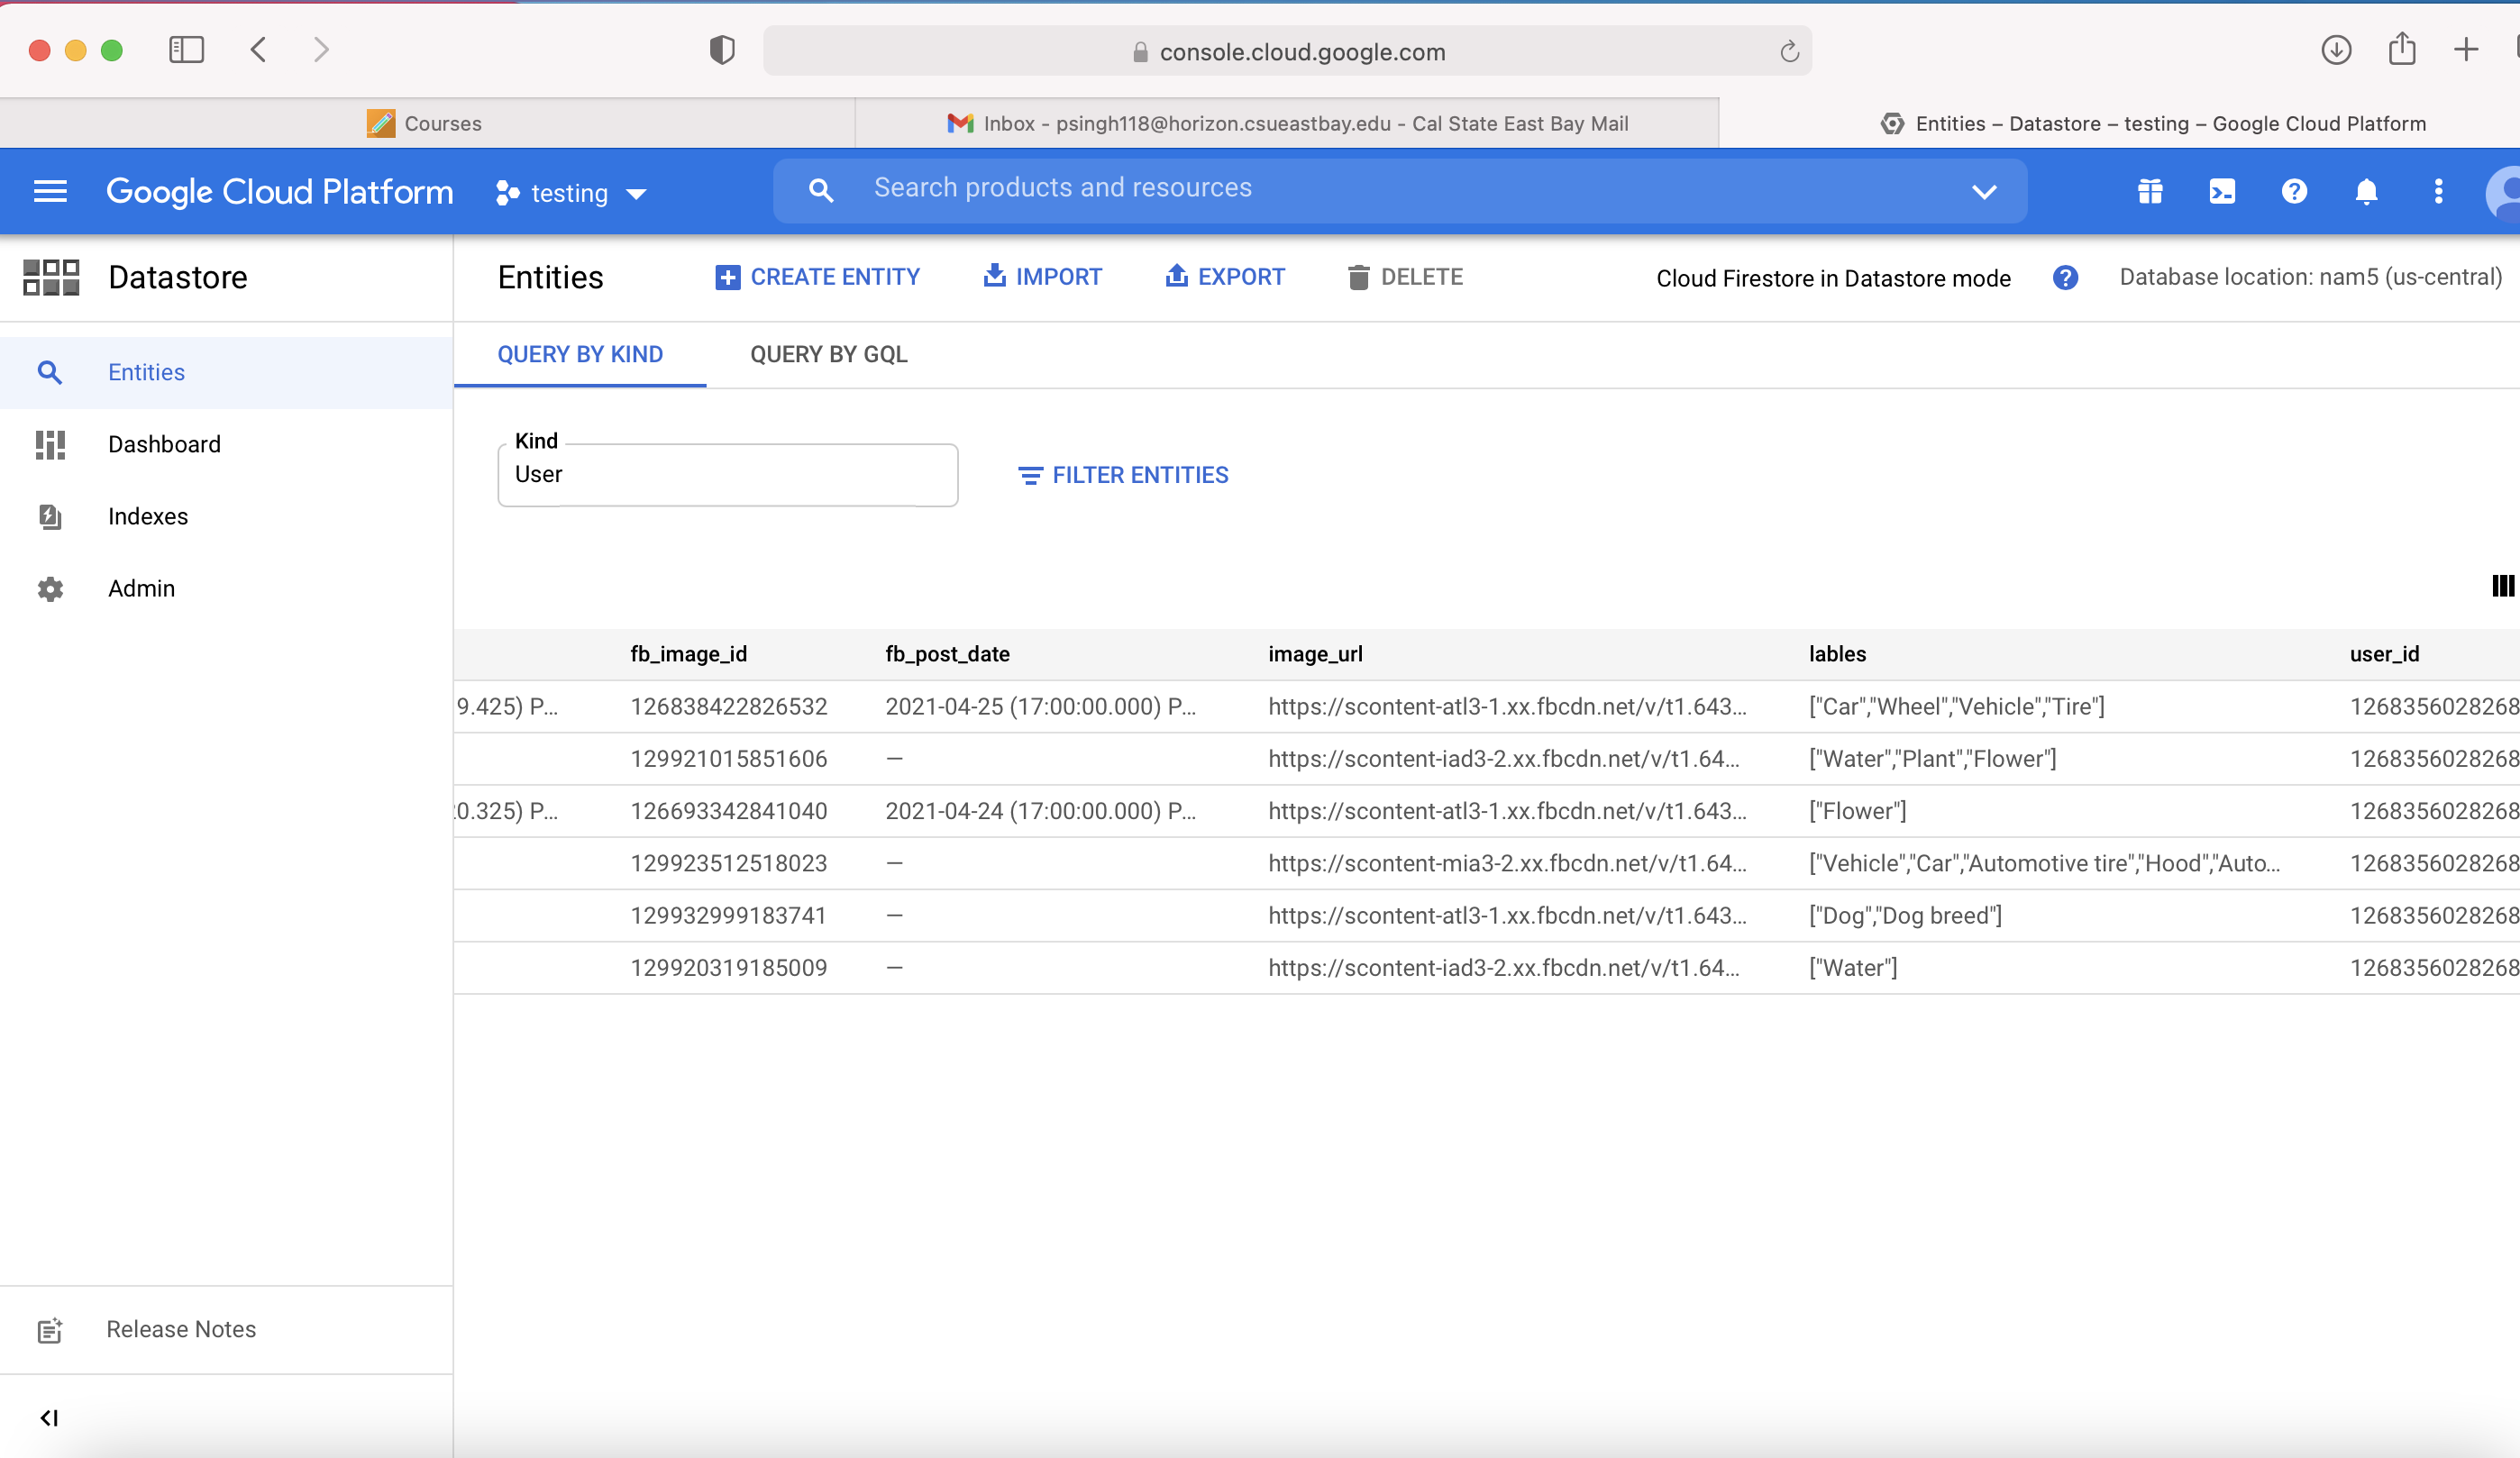 console.cloud.google.com
Courses
Inbox - psingh118@horizon.csueastbay.edu - Cal State East Bay Mail
Entities – Datastore – testing – Google Cloud Platform
Google Cloud Platform
testing
Search products and resources
Datastore
Entities
CREATE ENTITY
IMPORT
EXPORT
DELETE
Cloud Firestore in Datastore mode
Database location: nam5 (us-central)
Entities
Dashboard
Indexes
Admin
QUERY BY KIND
QUERY BY GQL
Kind
User
FILTER ENTITIES
fb_image_id fb_post_date image_url lables user_id
9.425) P... 126838422826532 2021-04-25 (17:00:00.000) P... https://scontent-atl3-1.xx.fbcdn.net/v/t1.643... ["Car","Wheel","Vehicle","Tire"] 1268356028268
129921015851606 — https://scontent-iad3-2.xx.fbcdn.net/v/t1.64... ["Water","Plant","Flower"] 1268356028268
0.325) P... 126693342841040 2021-04-24 (17:00:00.000) P... https://scontent-atl3-1.xx.fbcdn.net/v/t1.643... ["Flower"] 1268356028268
129923512518023 — https://scontent-mia3-2.xx.fbcdn.net/v/t1.64... ["Vehicle","Car","Automotive tire","Hood","Auto... 1268356028268
129932999183741 — https://scontent-atl3-1.xx.fbcdn.net/v/t1.643... ["Dog","Dog breed"] 1268356028268
129920319185009 — https://scontent-iad3-2.xx.fbcdn.net/v/t1.64... ["Water"] 1268356028268
Release Notes